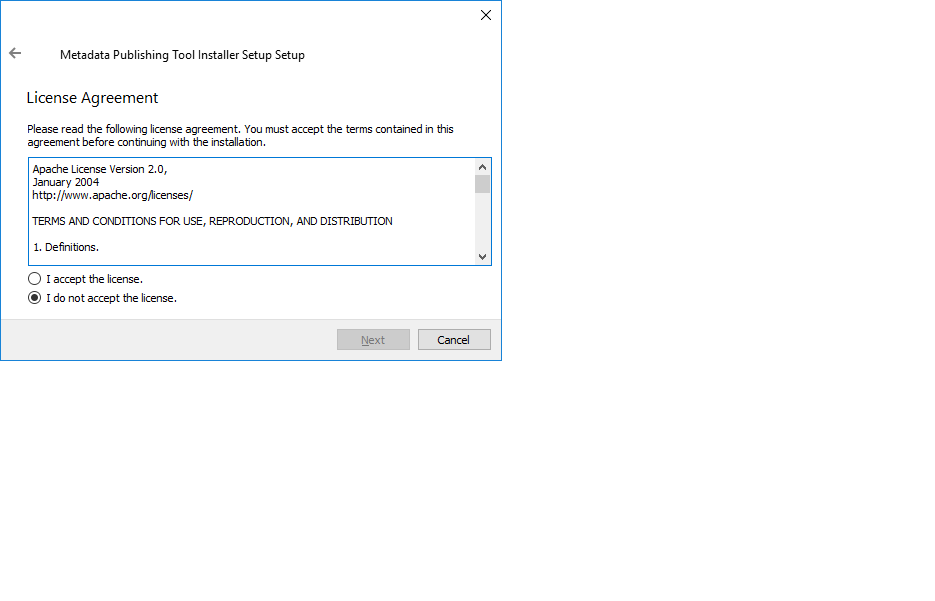 Metadata Publishing Tool Installer Setup Setup
License Agreement
Please read the following license agreement. You must accept the terms contained in this
agreement before continuing with the installation.
Apache License Version 2.0,
January 2004
http://www.apache.org/licenses/
TERMS AND CONDITIONS FOR USE, REPRODUCTION, AND DISTRIBUTION
1. Definitions.
I accept the license.
I do not accept the license.
Next Cancel